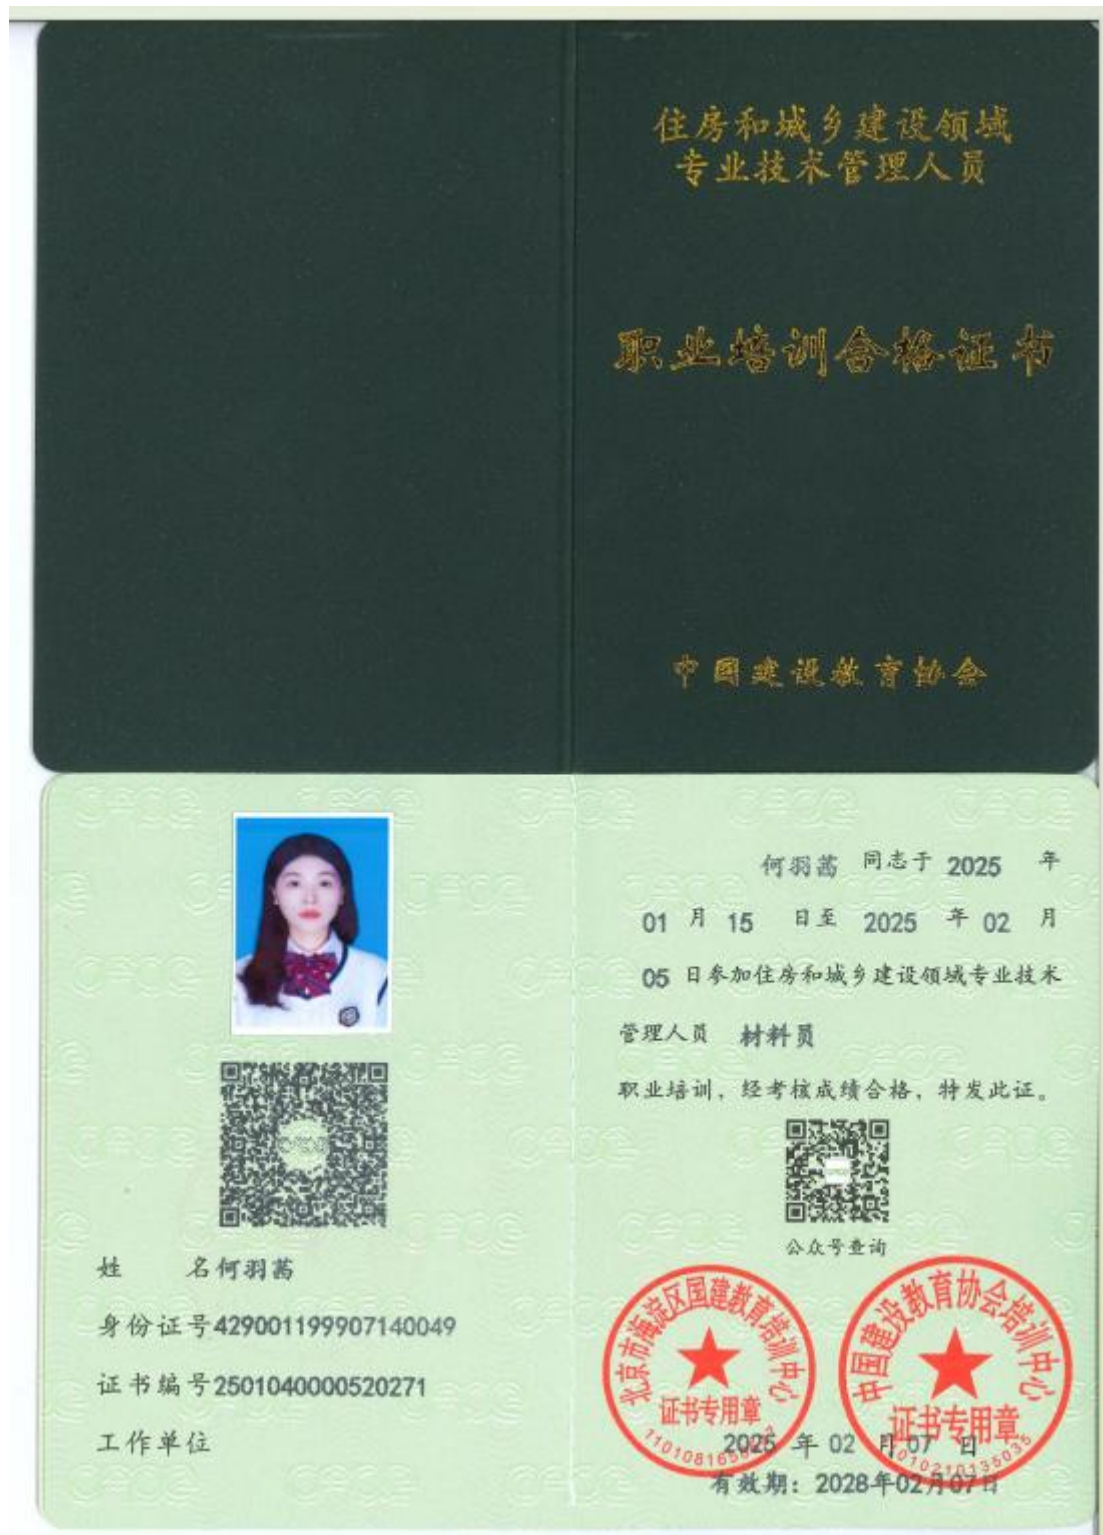 住房和城乡建设领域
专业技术管理人员
职业培训合格证书
中国建设教育协会
何羽茜 同志于 2025 年
01 月 15 日至 2025 年 02 月
05 日参加住房和城乡建设领域专业技术
管理人员 材料员
职业培训，经考核成绩合格，特发此证。
公众号查询
姓 名何羽茜
身份证号429001199907140049
证书编号2501040000520271
工作单位
北京市海淀区国建教育培训中心
证书专用章
中国建设教育协会培训中心
证书专用章
2025 年 02 月 07 日
有效期：2028年02月07日